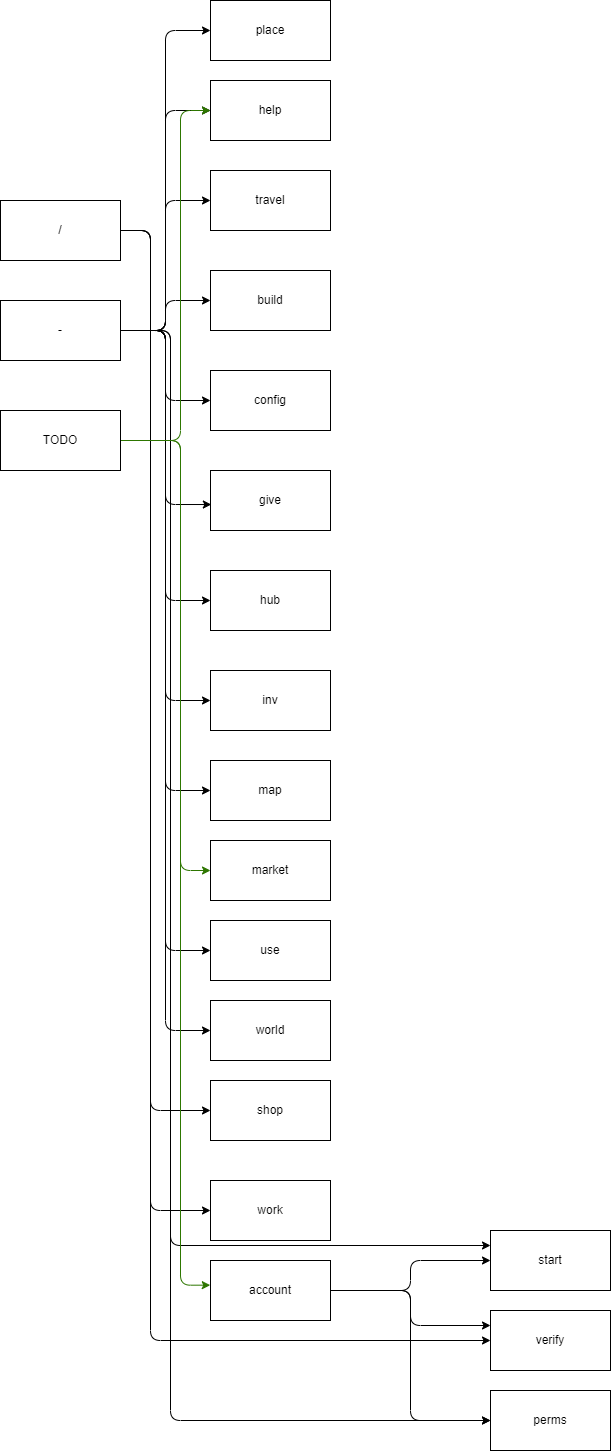 place
help
travel
/
build
-
config
TODO
give
hub
inv
map
market
use
world
shop
work
start
account
verify
perms